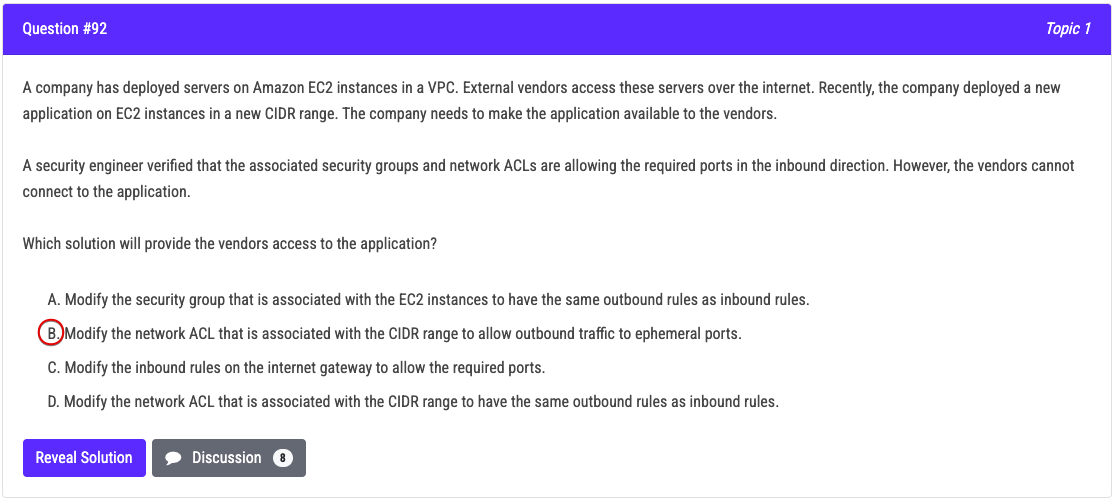 Question #92
Topic 1
A company has deployed servers on Amazon EC2 instances in a VPC. External vendors access these servers over the internet. Recently, the company deployed a new
application on EC2 instances in a new CIDR range. The company needs to make the application available to the vendors.
A security engineer verified that the associated security groups and network ACLs are allowing the required ports in the inbound direction. However, the vendors cannot
connect to the application.
Which solution will provide the vendors access to the application?
A. Modify the security group that is associated with the EC2 instances to have the same outbound rules as inbound rules.
B. Modify the network ACL that is associated with the CIDR range to allow outbound traffic to ephemeral ports.
C. Modify the inbound rules on the internet gateway to allow the required ports.
D. Modify the network ACL that is associated with the CIDR range to have the same outbound rules as inbound rules.
Reveal Solution
Discussion 8